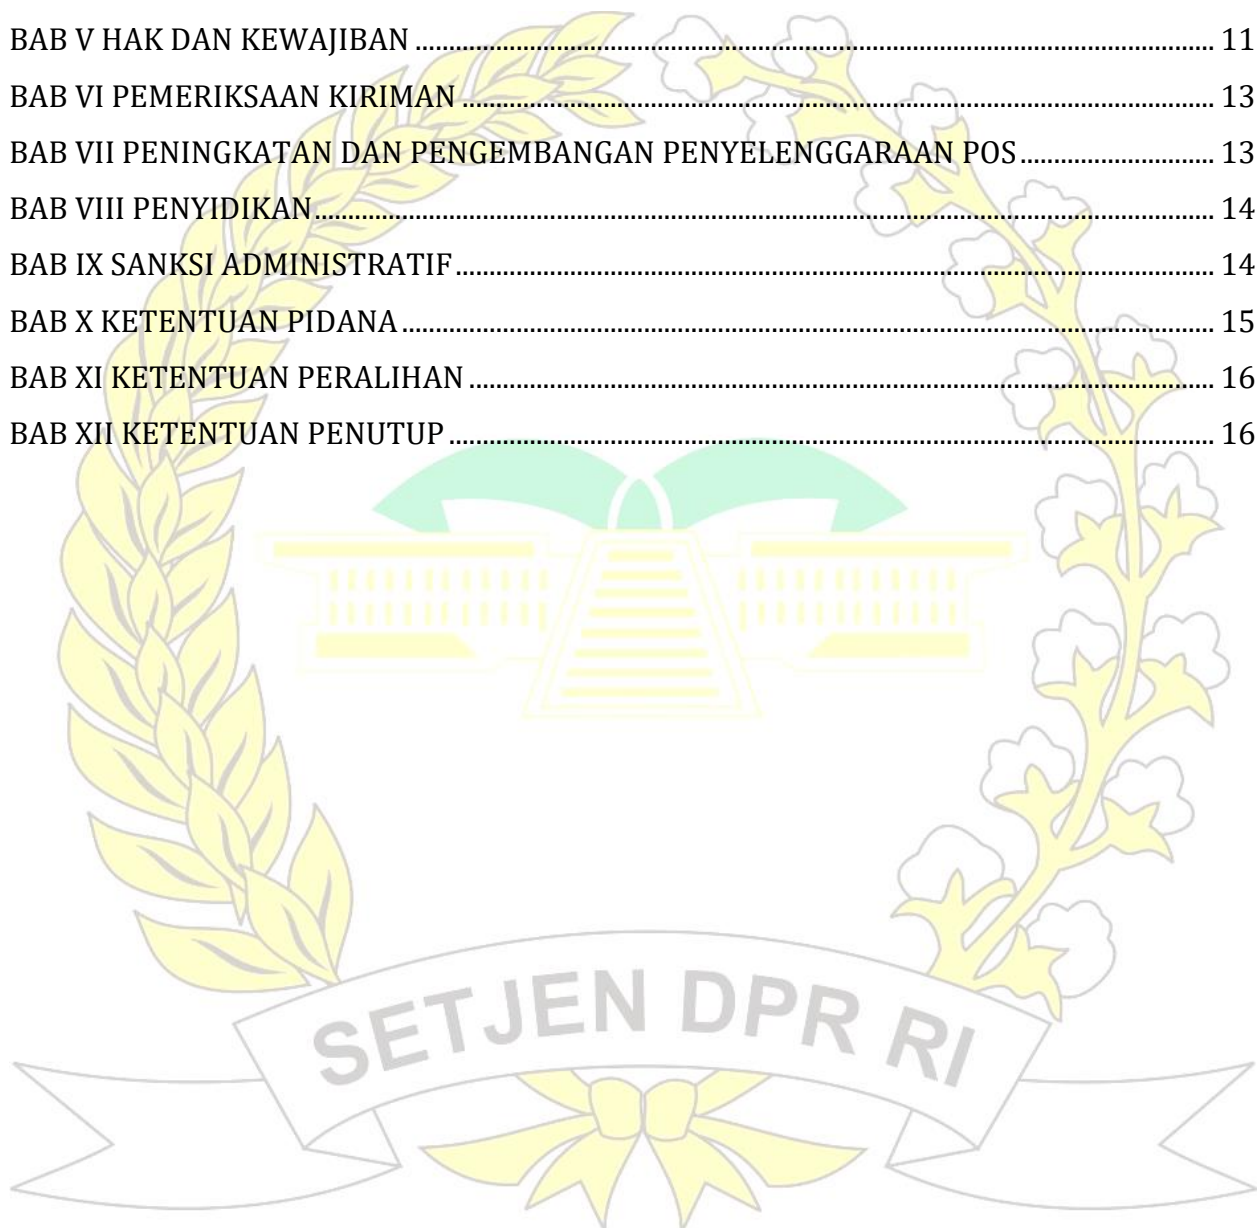 BAB V HAK DAN KEWAJIBAN ........ 11
BAB VI PEMERIKSAAN KIRIMAN ........ 13
BAB VII PENINGKATAN DAN PENGEMBANGAN PENYELENGGARAAN POS ........ 13
BAB VIII PENYIDIKAN ........ 14
BAB IX SANKSI ADMINISTRATIF ........ 14
BAB X KETENTUAN PIDANA ........ 15
BAB XI KETENTUAN PERALIHAN ........ 16
BAB XII KETENTUAN PENUTUP ........ 16
SETJEN DPR RI